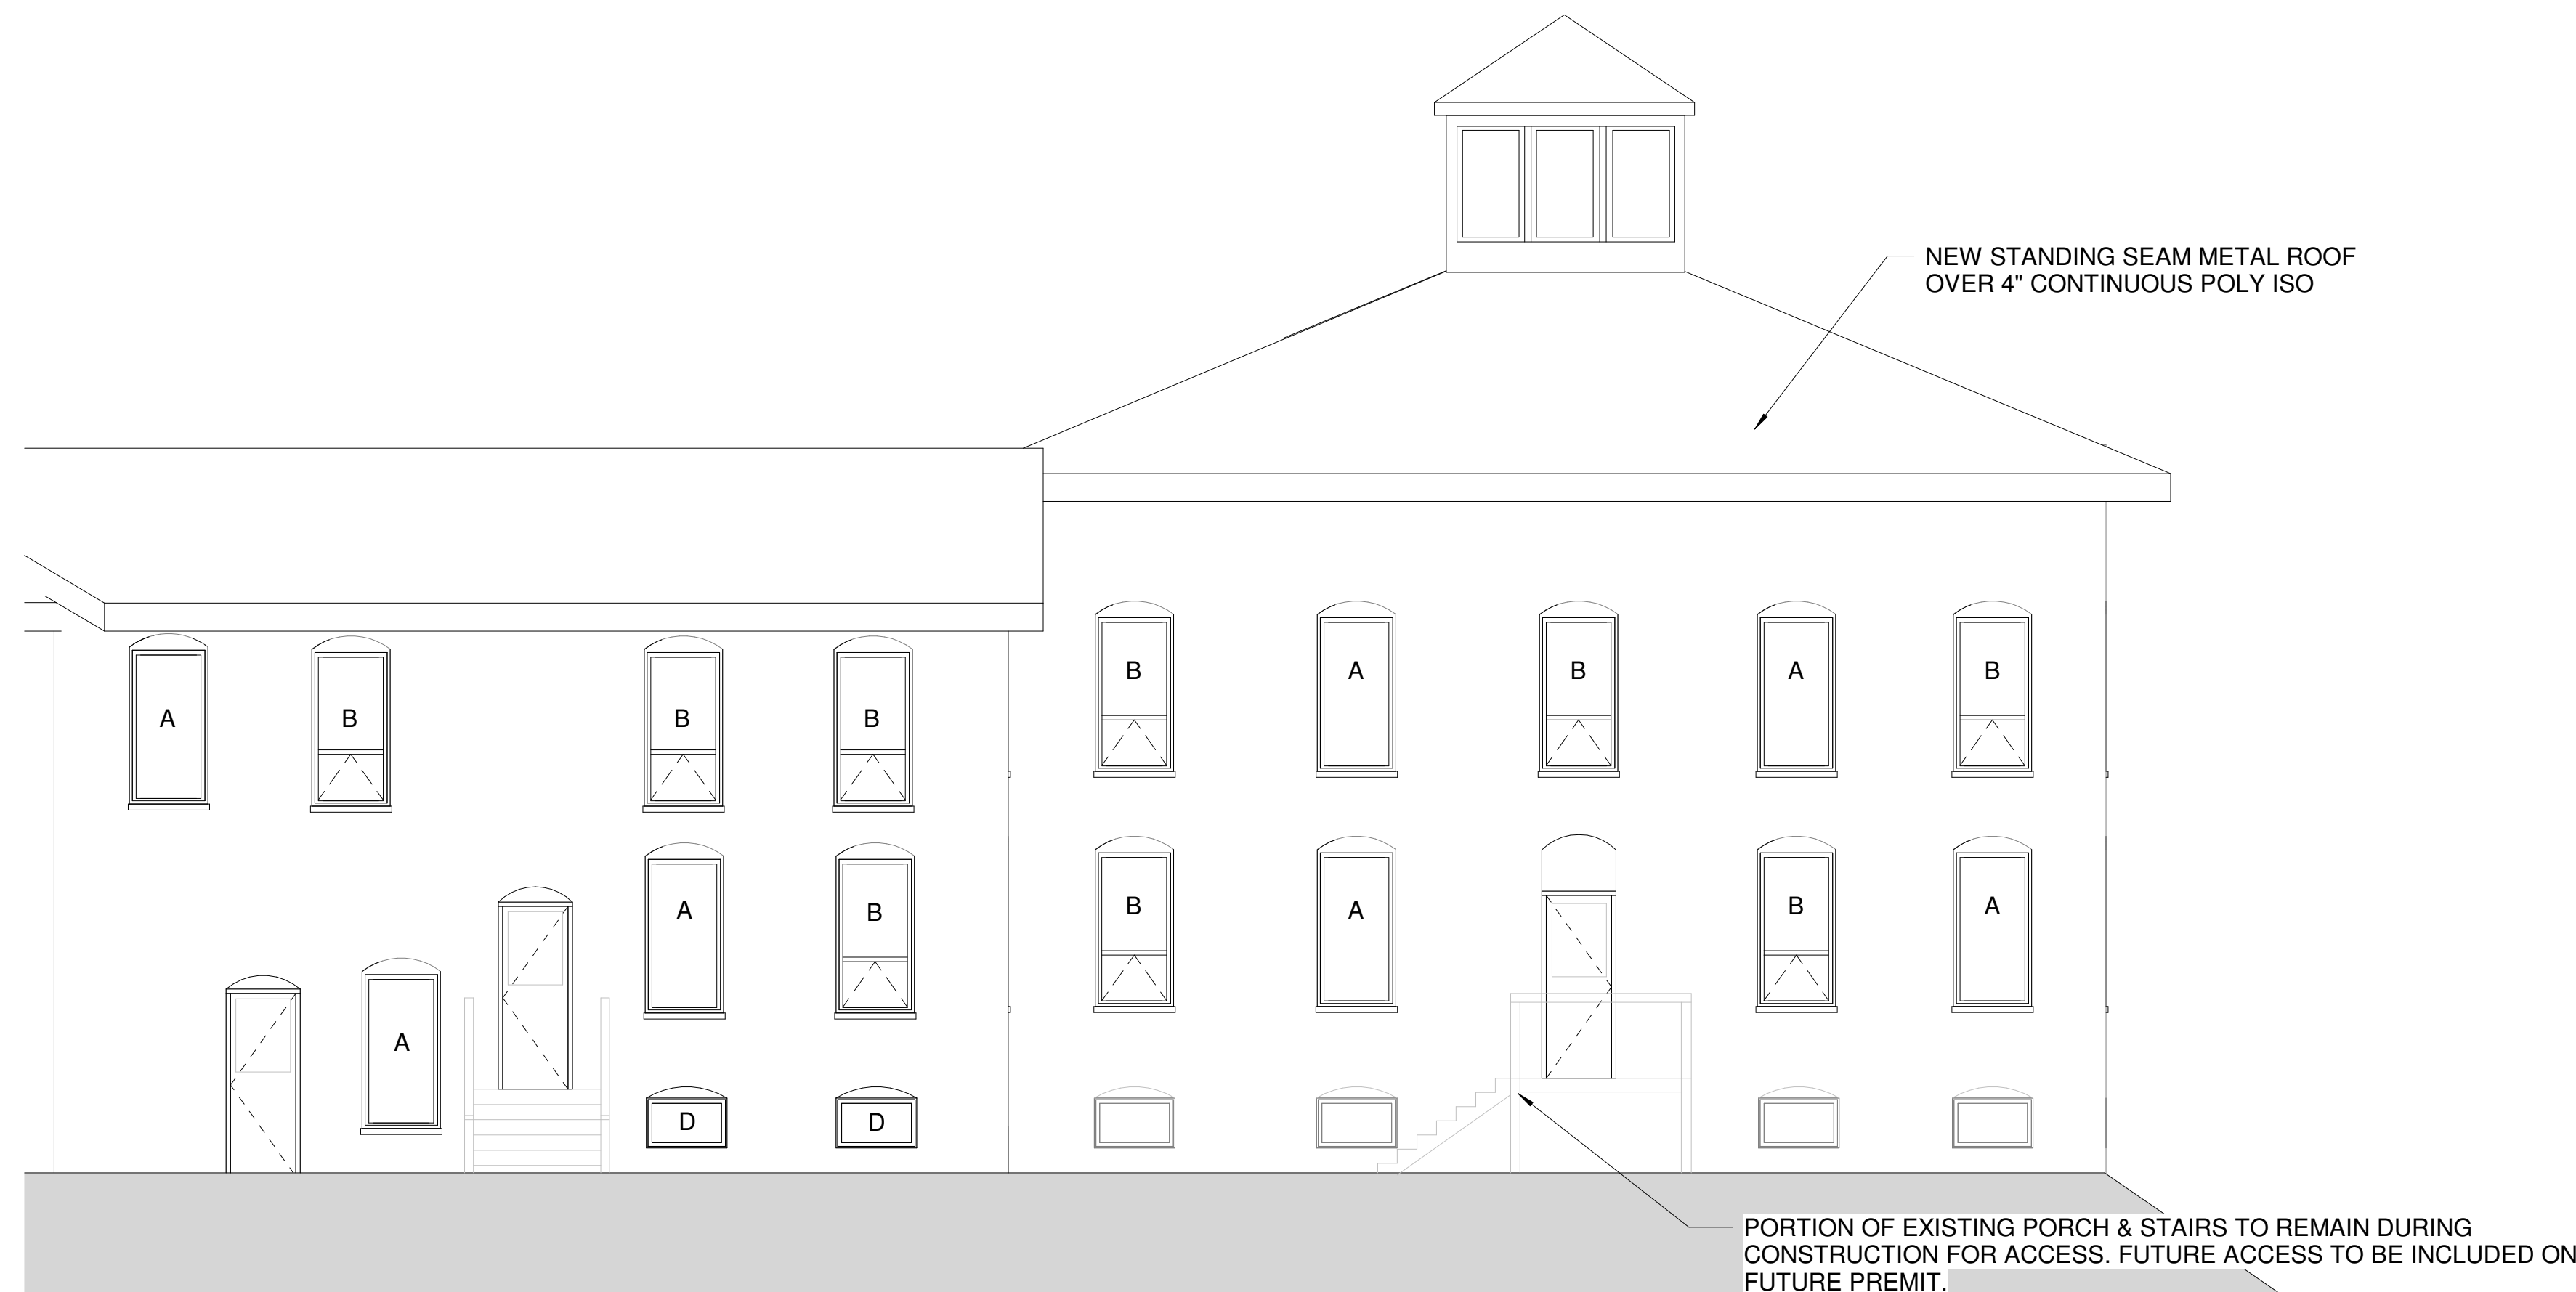 NEW STANDING SEAM METAL ROOF
OVER 4" CONTINUOUS POLY ISO
B A B A B
A B B B
B A B A
A B
A
D D
PORTION OF EXISTING PORCH & STAIRS TO REMAIN DURING
CONSTRUCTION FOR ACCESS. FUTURE ACCESS TO BE INCLUDED ON
FUTURE PREMIT.